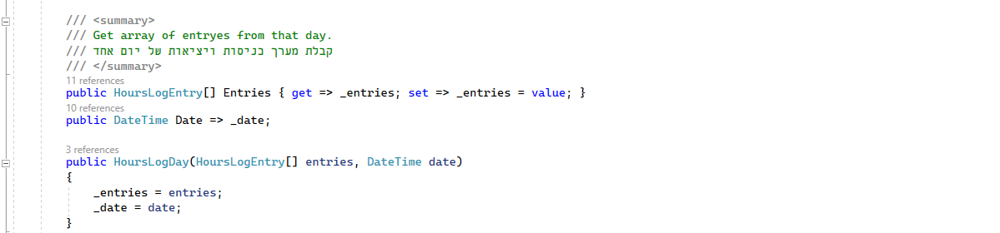 /// <summary>
/// Get array of entryes from that day.
/// קבלת מערך כניסות ויציאות של יום אחד
/// </summary>
11 references
public HoursLogEntry[] Entries { get => _entries; set => _entries = value; }
10 references
public DateTime Date => _date;
3 references
public HoursLogDay(HoursLogEntry[] entries, DateTime date)
{
_entries = entries;
_date = date;
}